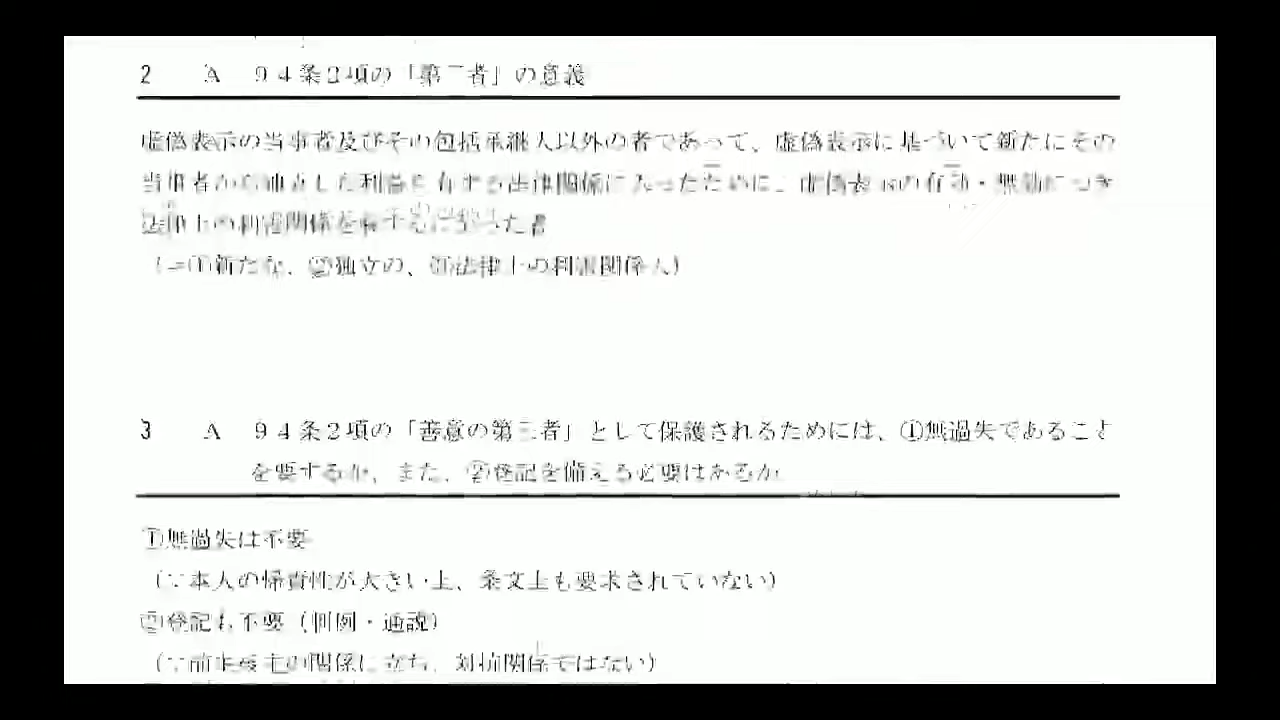 2 A 94条2項の「第三者」の意義
虚偽表示の当事者及びその包括承継人以外の者であって、虚偽表示に基づいて新たにその
当事者から独立した利益を有する法律関係に入ったために、虚偽表示の有効・無効につき
法律上の利害関係を有するに至った者
(=①新たな、②独立の、③法律上の利害関係人)
3 A 94条2項の「善意の第三者」として保護されるためには、①無過失であること
を要するか、また、②登記を備える必要はあるか
①無過失は不要
(∵本人の帰責性が大きい上、条文上も要求されていない)
②登記も不要(判例・通説)
(∵前主後主の関係に立ち、対抗関係ではない)